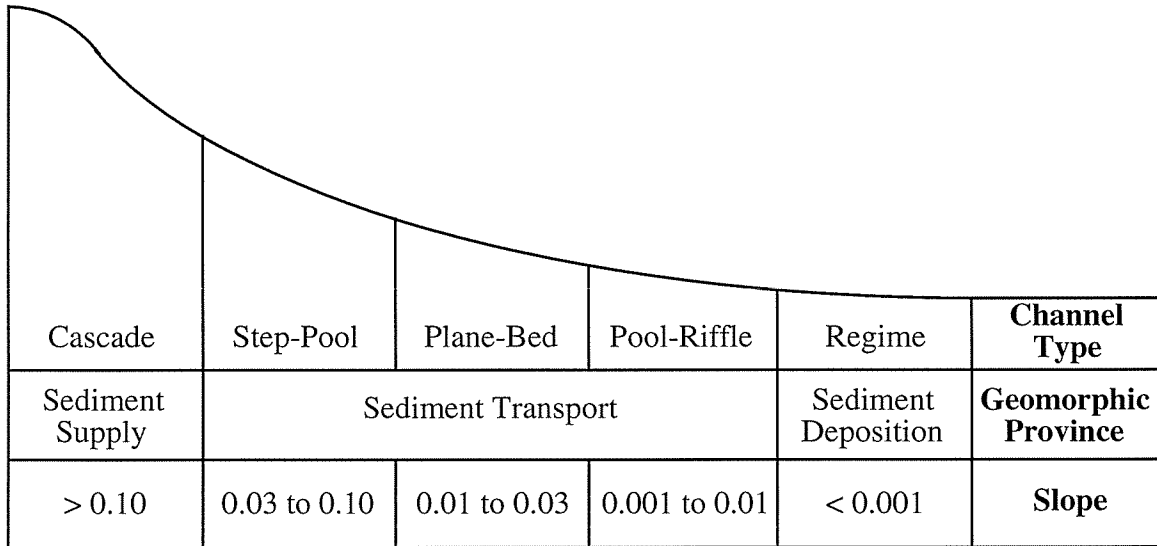 Cascade Step-Pool Plane-Bed Pool-Riffle Regime Channel
Type
Sediment
Supply Sediment Transport Sediment
Deposition Geomorphic
Province
> 0.10 0.03 to 0.10 0.01 to 0.03 0.001 to 0.01 < 0.001 Slope